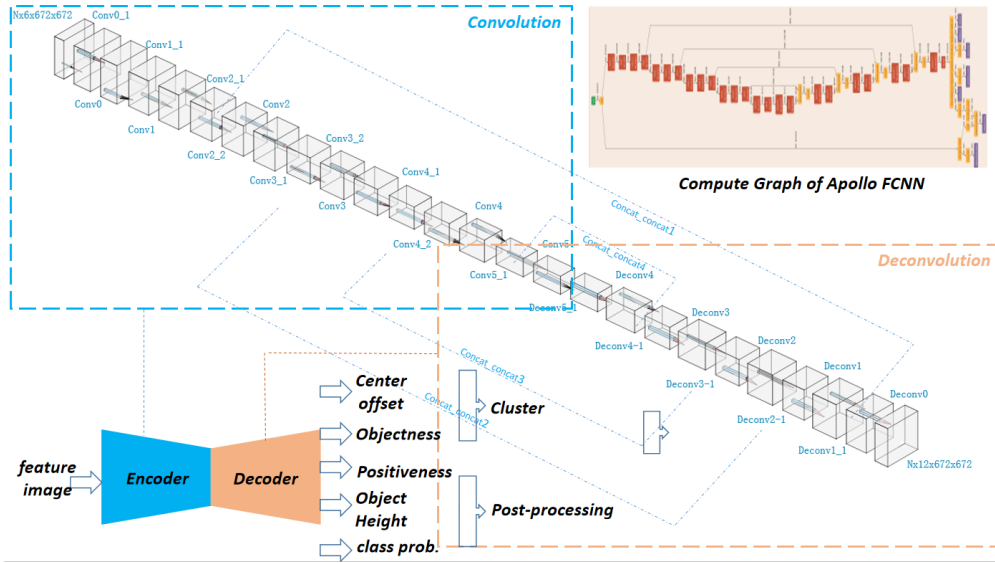 Nx6x672x672
Conv0_1
Convolution
Conv1_1
Conv2_1
Conv0
Conv2
Conv1
Conv3_2
Conv2_2
Conv4_1
Conv3_1
Compute Graph of Apollo FCNN
Conv3
Conv4
Concat_concat1
Conv4_2
Conv5
Concat_concat4
Deconvolution
Conv5_1
Deconv4
Deconv5_1
Deconv3
Deconv4-1
Deconv2
Concat_concat3
Deconv1
Deconv3-1
Center
offset
Deconv0
Concat_concat2
Cluster
Deconv2-1
Objectness
Deconv1_1
feature
image
Encoder
Decoder
Positiveness
Nx12x672x672
Object
Height
Post-processing
class prob.